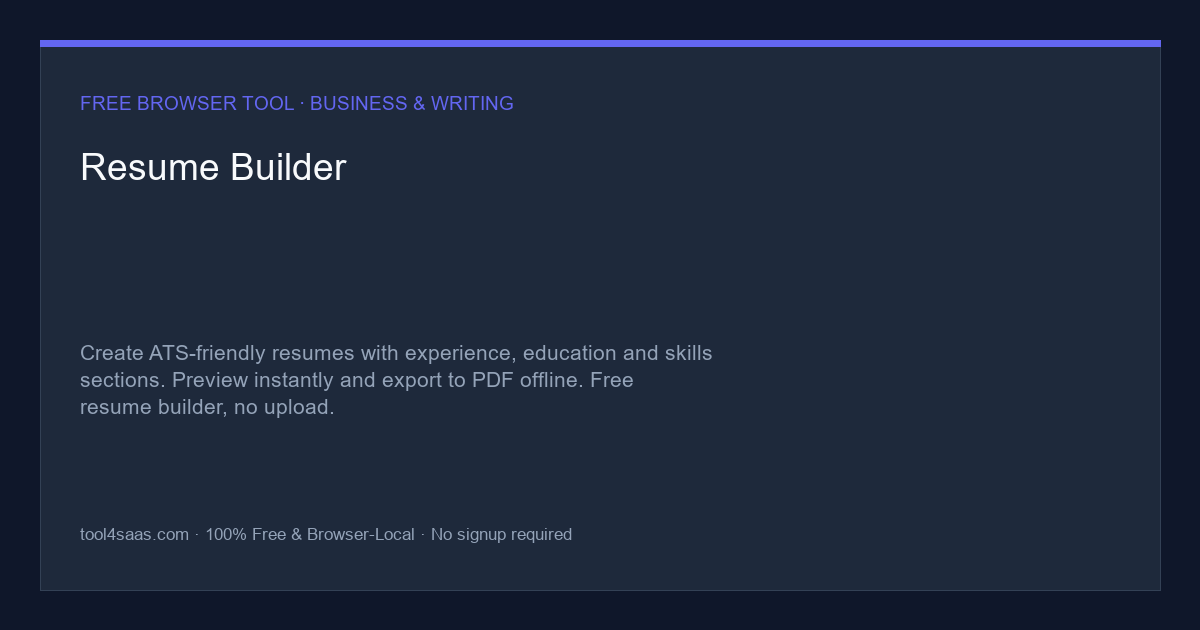 FREE BROWSER TOOL · BUSINESS & WRITING
Resume Builder
Create ATS-friendly resumes with experience, education and skills
sections. Preview instantly and export to PDF offline. Free
resume builder, no upload.
tool4saas.com · 100% Free & Browser-Local · No signup required